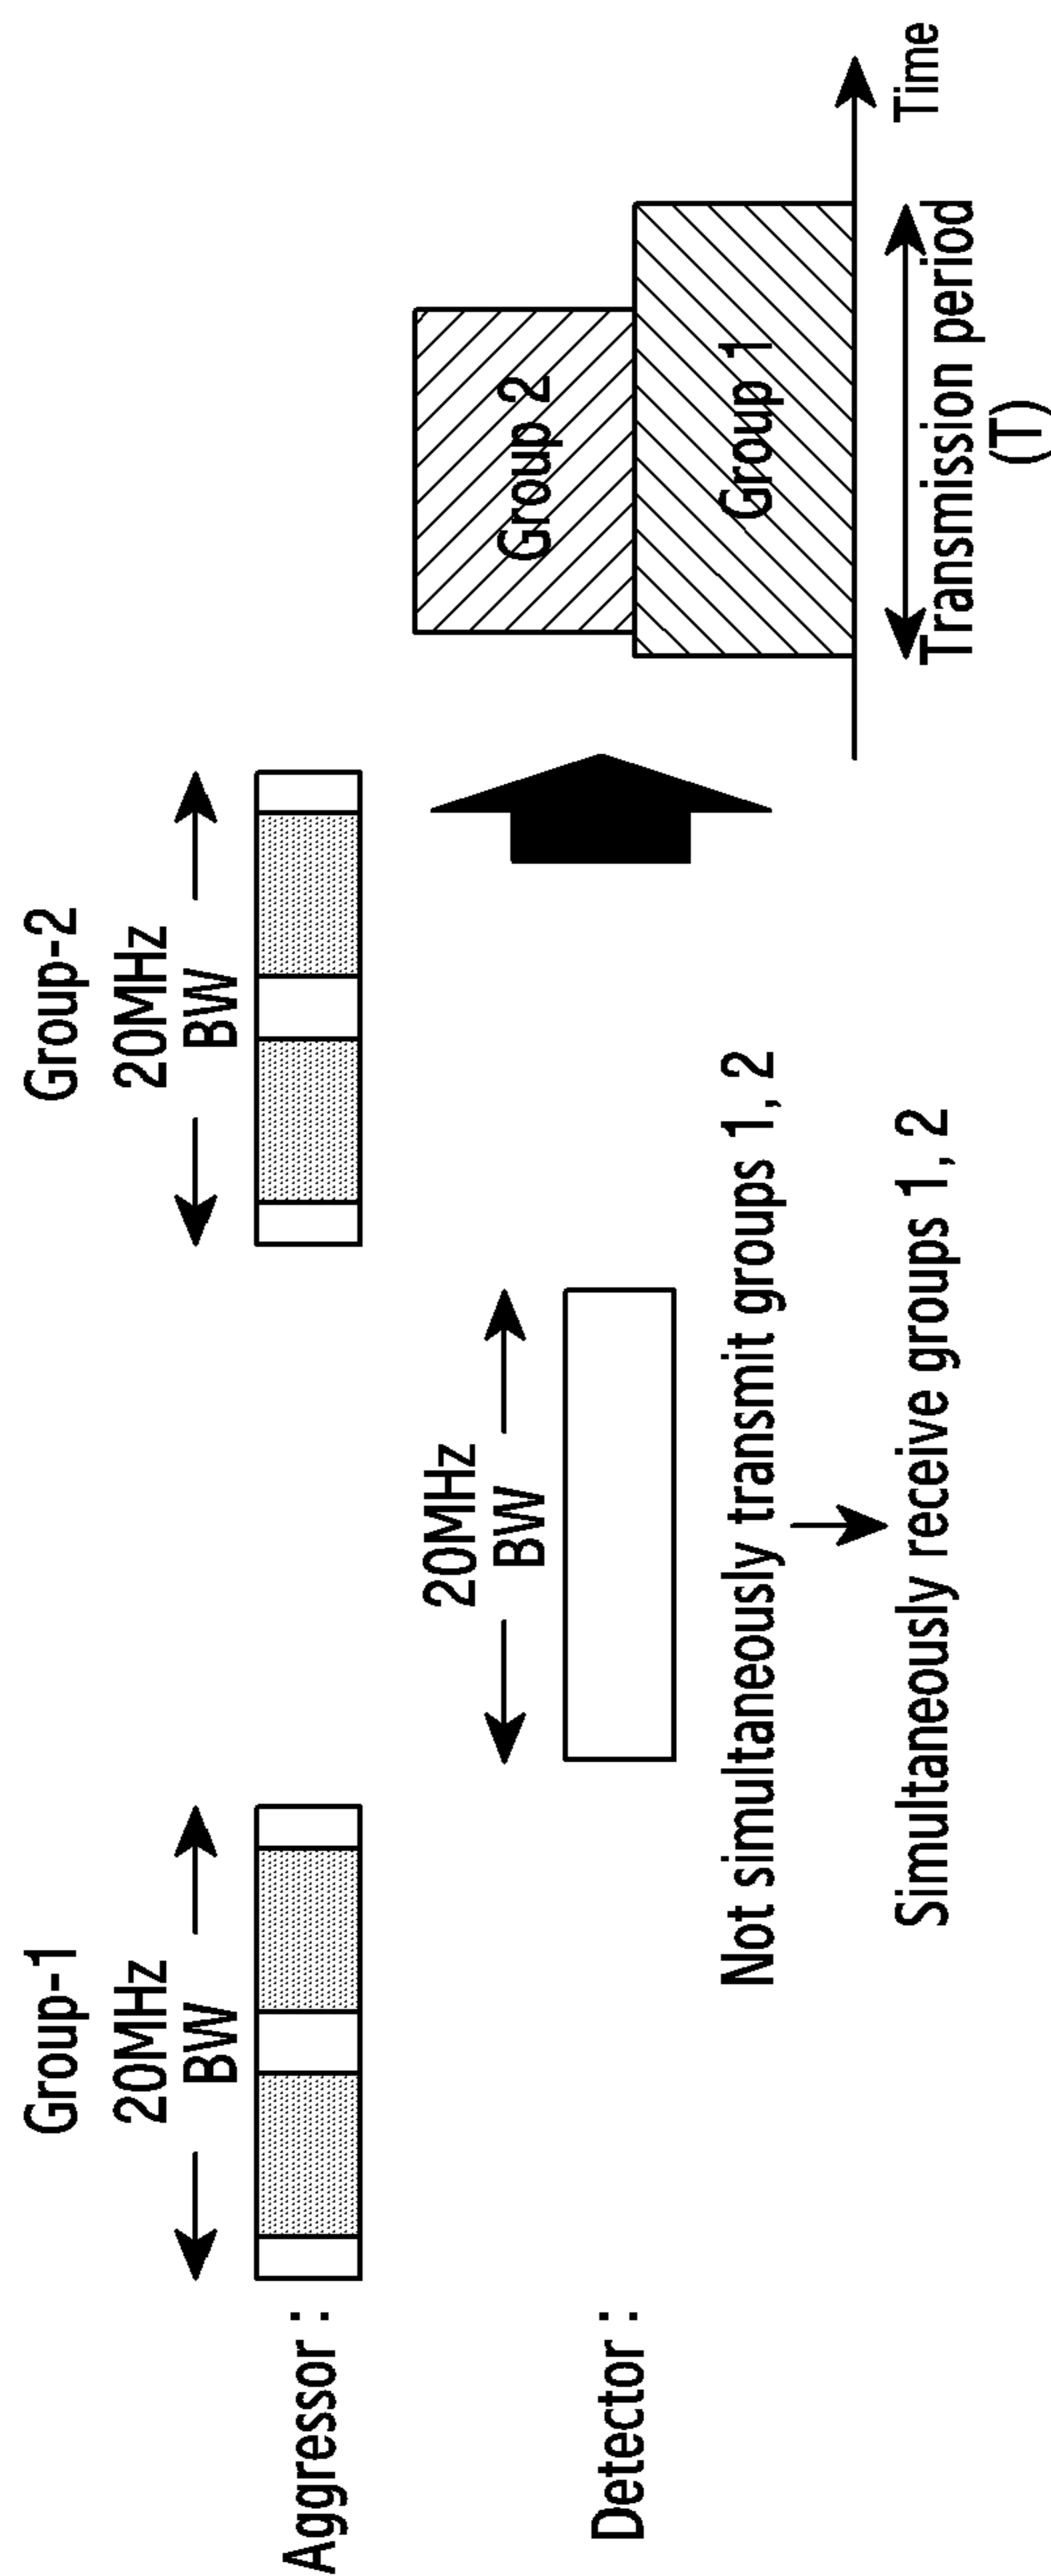 Group-1
20MHz
BW
Group-2
20MHz
BW
Aggressor :
20MHz
BW
Detector :
Not simultaneously transmit groups 1, 2
Simultaneously receive groups 1, 2
Group 2
Group 1
Time
Transmission period
(T)